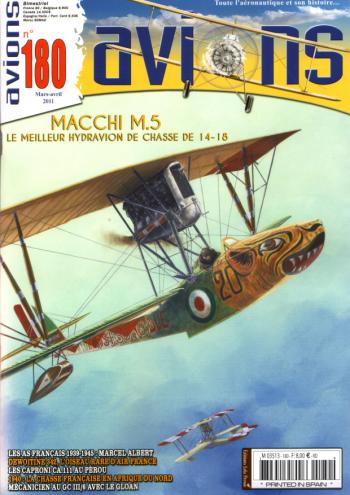 Bimestriel
Toute l'aéronautique et son histoire...
avions
n°
180
Mars-avril
2011
avions
MACCHI M.5
LE MEILLEUR HYDRAVION DE CHASSE DE 14-18
20
LES AS FRANÇAIS 1939-1945 : MARCEL ALBERT
DEWOITINE 342, L'OISEAU RARE D'AIR FRANCE
LES CAPRONI CA.111 AU PÉROU
1940 : LA CHASSE FRANÇAISE EN AFRIQUE DU NORD
MÉCANICIEN AU GC III/6 AVEC LE GLOAN
PRINTED IN SPAIN